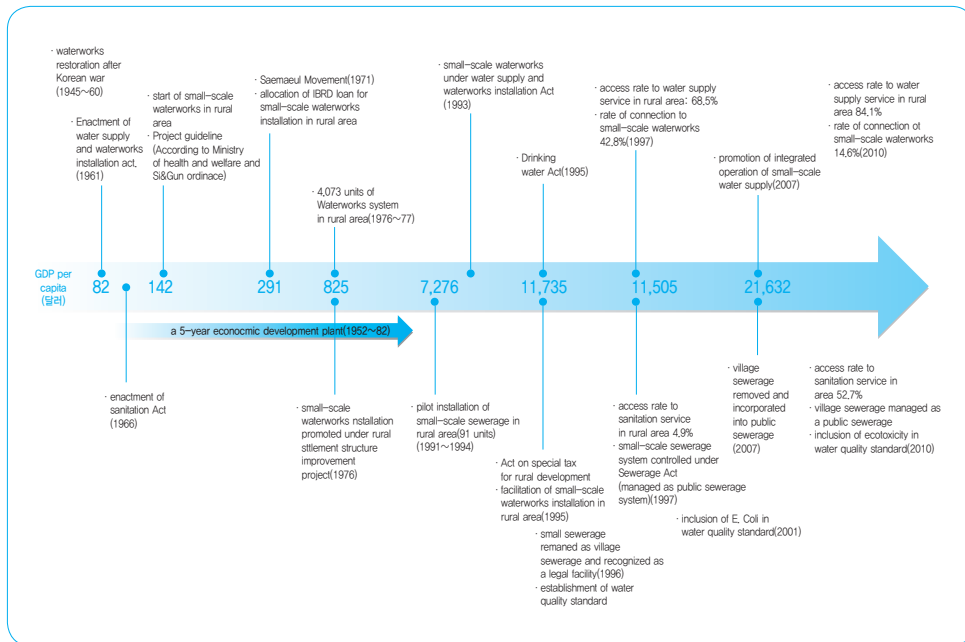 · waterworks
restoration after
Korean war
(1945~60)
· Enactment of
water supply
and waterworks
installation act.
(1961)
· start of small-scale
waterworks in rural
area
· Project guideline
(According to Ministry
of health and welfare and
Si&Gun ordinace)
· Saemaeul Movement(1971)
· allocation of IBRD loan for
small-scale waterworks
installation in rural area
· 4,073 units of
Waterworks system
in rural area(1976~77)
· small-scale waterworks
under water supply and
waterworks installation Act
(1993)
· Drinking
water Act(1995)
· access rate to water supply
service in rural area: 68.5%
· rate of connection to
small-scale waterworks
42.8%(1997)
· promotion of integrated
operation of small-scale
water supply(2007)
· access rate to water
supply service in rural
area 84.1%
· rate of connection ot
small-scale waterworks
14.6%(2010)
GDP per
capita
(달러)
82
142
291
825
7,276
11,735
11,505
21,632
a 5-year econocmic development plant(1952~82)
· enactment of
sanitation Act
(1966)
· small-scale
waterworks nstallation
promoted under rural
sttlement structure
improvement
project(1976)
· pilot installation of
small-scale sewerage in
rural area(91 units)
(1991~1994)
· Act on special tax
for rural development
· facilitation of small-scale
waterworks installation in
rural area(1995)
· small sewerage
remaned as village
sewerage and recognized as
a legal facility(1996)
· establishment of water
quality standard
· access rate to
sanitation service
in rural area 4.9%
· small-scale sewerage
system controlled under
Sewerage Act
(managed as public sewerage
system)(1997)
· inclusion of E. Coli in
water quality standard(2001)
· village
sewerage
removed and
incorporated
into public
sewerage
(2007)
· access rate to
sanitation service in
area 52.7%
· village sewerage managed as
a public sewerage
· inclusion of ecotoxicity in
water quality standard(2010)